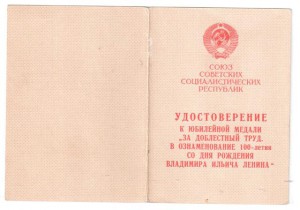 СОЮЗ
СОВЕТСКИХ
СОЦИАЛИСТИЧЕСКИХ
РЕСПУБЛИК
УДОСТОВЕРЕНИЕ
К ЮБИЛЕЙНОЙ МЕДАЛИ
„ЗА ДОБЛЕСТНЫЙ ТРУД.
В ОЗНАМЕНОВАНИЕ 100-летия
СО ДНЯ РОЖДЕНИЯ
ВЛАДИМИРА ИЛЬИЧА ЛЕНИНА“